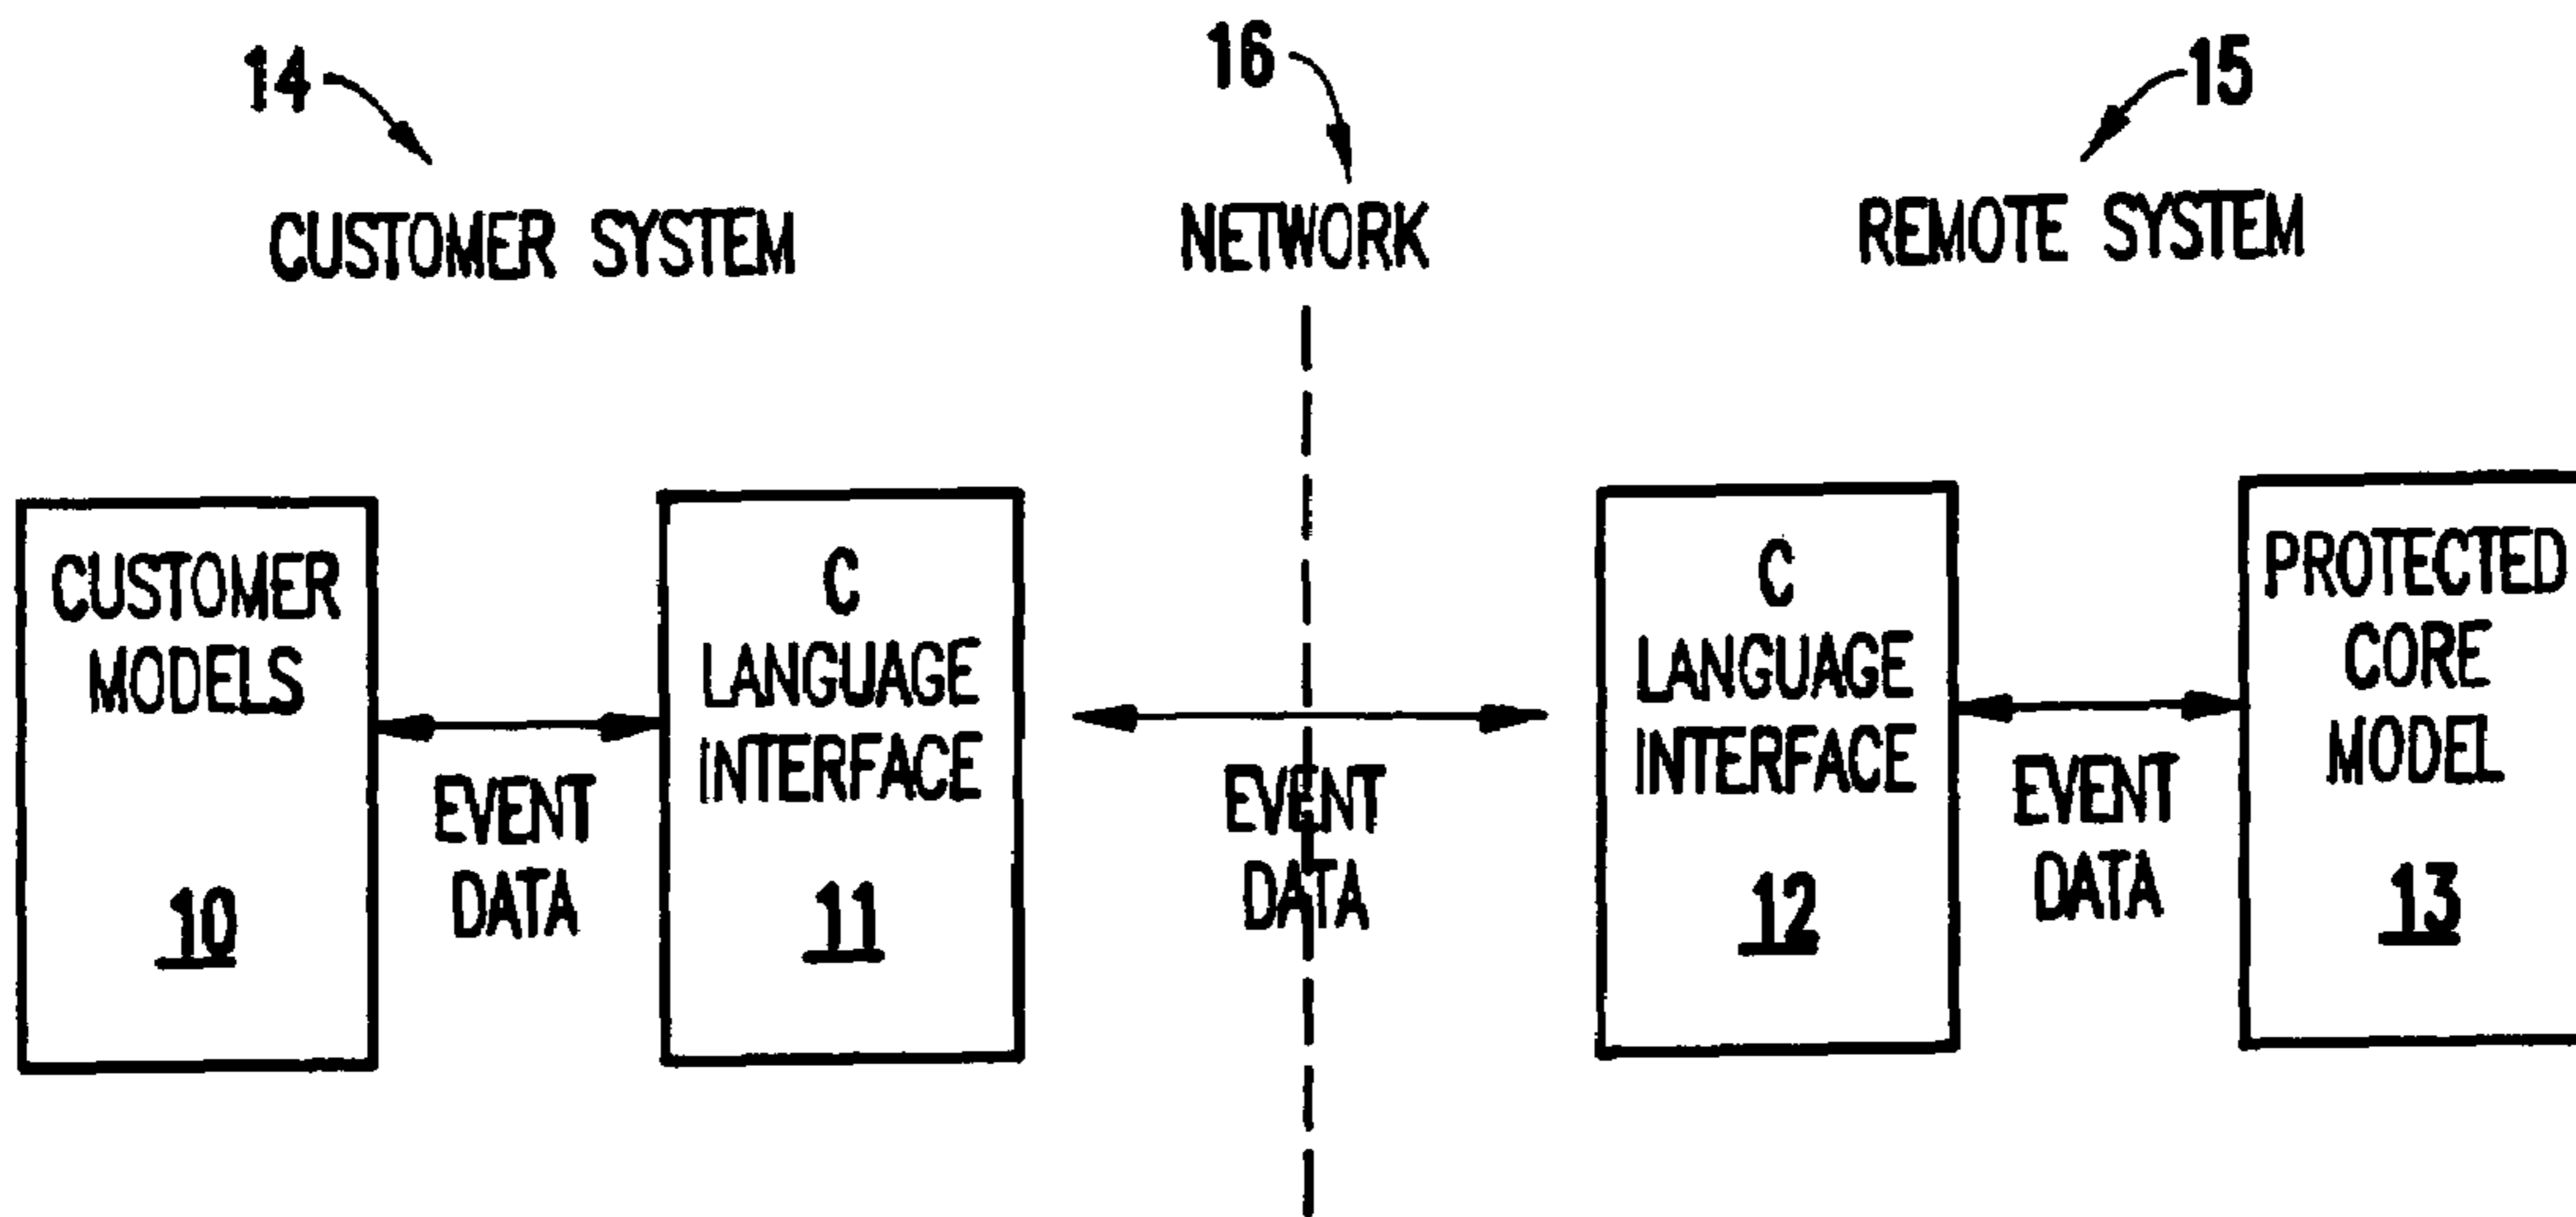 14
16
15
CUSTOMER SYSTEM
NETWORK
REMOTE SYSTEM
CUSTOMER
MODELS
10
EVENT
DATA
C
LANGUAGE
INTERFACE
11
EVENT
DATA
C
LANGUAGE
INTERFACE
12
EVENT
DATA
PROTECTED
CORE
MODEL
13